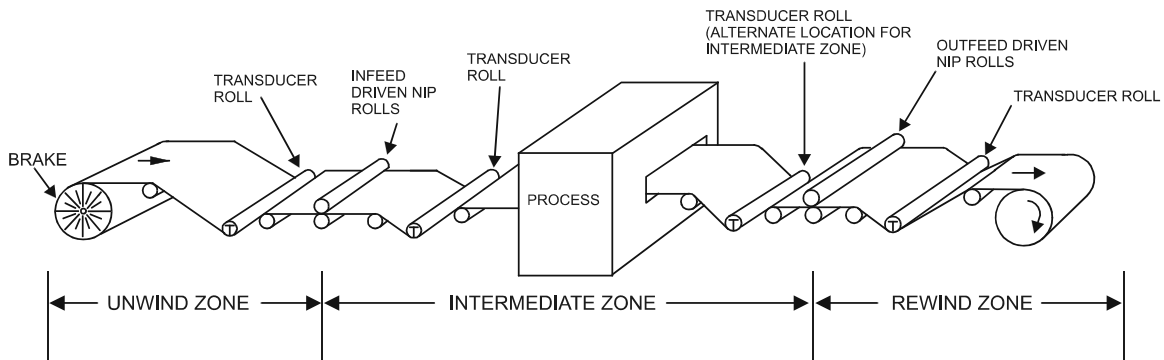 TRANSDUCER ROLL
(ALTERNATE LOCATION FOR
INTERMEDIATE ZONE)
OUTFEED DRIVEN
NIP ROLLS
TRANSDUCER
ROLL
INFEED
DRIVEN NIP
ROLLS
TRANSDUCER
ROLL
TRANSDUCER ROLL
BRAKE
PROCESS
T
T
T
T
UNWIND ZONE
INTERMEDIATE ZONE
REWIND ZONE